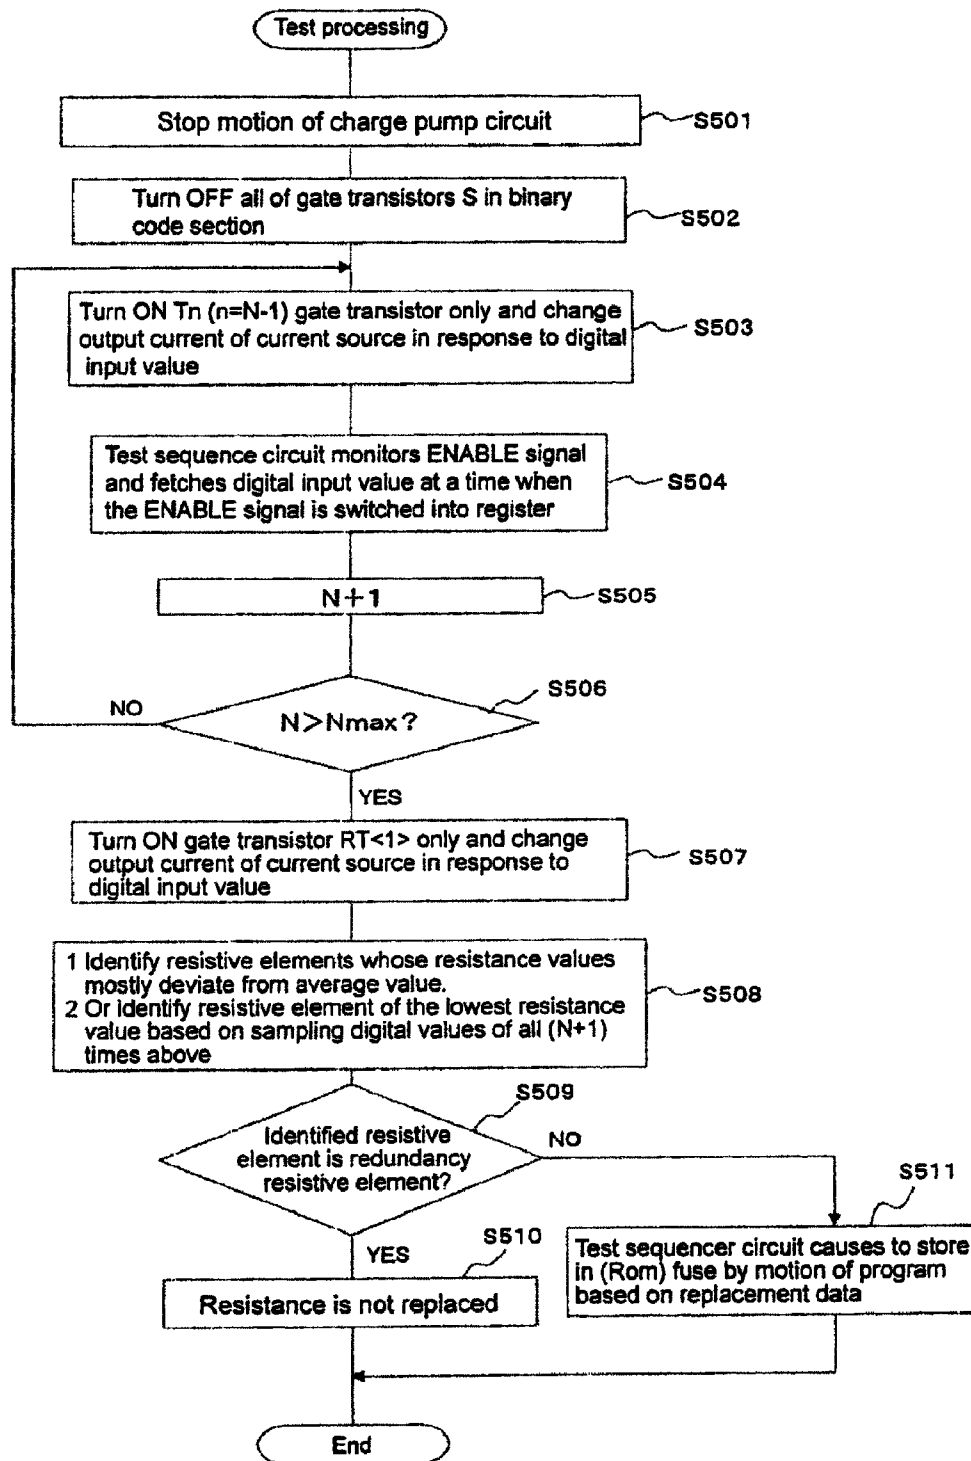 Test processing
Stop motion of charge pump circuit
S501
Turn OFF all of gate transistors S in binary
code section
S502
Turn ON Tn (n=N-1) gate transistor only and change
output current of current source in response to digital
input value
S503
Test sequence circuit monitors ENABLE signal
and fetches digital input value at a time when
the ENABLE signal is switched into register
S504
N+1
S505
S506
N>Nmax?
NO
YES
Turn ON gate transistor RT<1> only and change
output current of current source in response to
digital input value
S507
1 Identify resistive elements whose resistance values
mostly deviate from average value.
2 Or identify resistive element of the lowest resistance
value based on sampling digital values of all (N+1)
times above
S508
S509
Identified resistive
element is redundancy
resistive element?
NO
YES
S510
Resistance is not replaced
S511
Test sequencer circuit causes to store
in (Rom) fuse by motion of program
based on replacement data
End